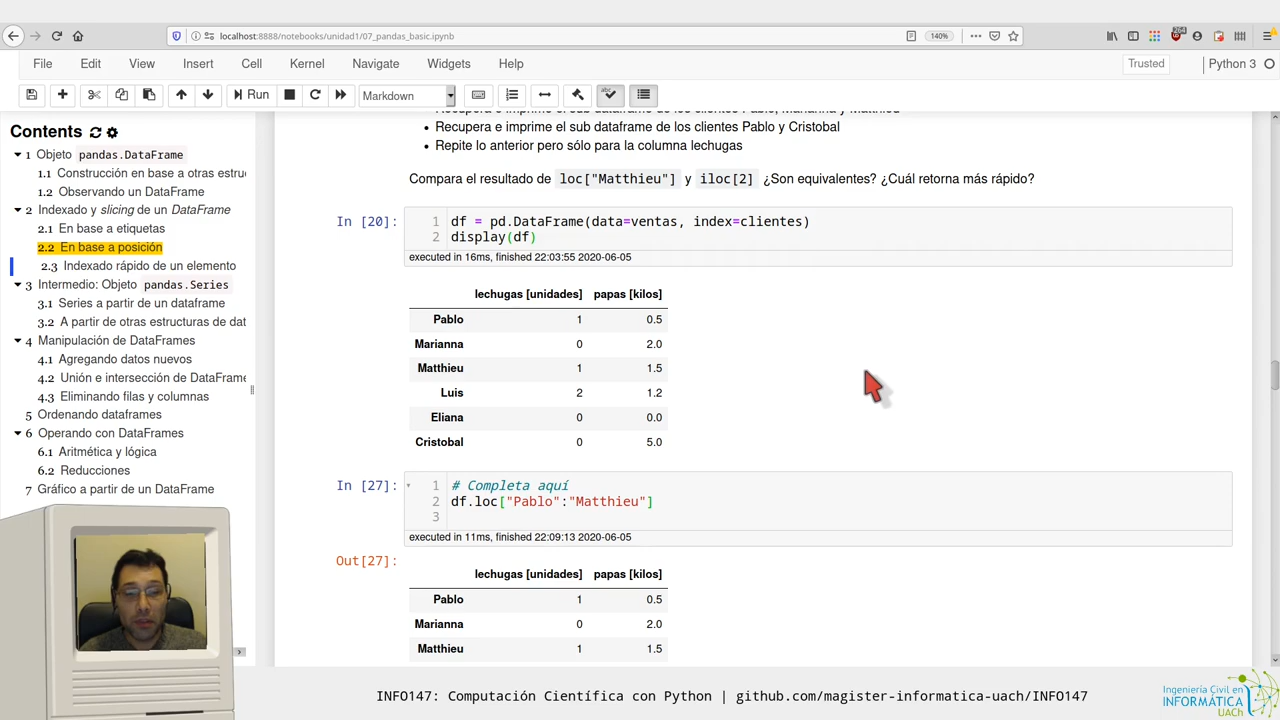 localhost:8888/notebooks/unidad1/07_pandas_basic.ipynb
140%
File Edit View Insert Cell Kernel Navigate Widgets Help
Trusted
Python 3
Run
Markdown
Contents
1 Objeto pandas.DataFrame
1.1 Construcción en base a otras estru
1.2 Observando un DataFrame
2 Indexado y slicing de un DataFrame
2.1 En base a etiquetas
2.2 En base a posición
2.3 Indexado rápido de un elemento
3 Intermedio: Objeto pandas.Series
3.1 Series a partir de un dataframe
3.2 A partir de otras estructuras de dat
4 Manipulación de DataFrames
4.1 Agregando datos nuevos
4.2 Unión e intersección de DataFrame
4.3 Eliminando filas y columnas
5 Ordenando dataframes
6 Operando con DataFrames
6.1 Aritmética y lógica
6.2 Reducciones
7 Gráfico a partir de un DataFrame
Recupera e imprime el sub dataframe de los clientes Pablo, Marianna y Matthieu
• Recupera e imprime el sub dataframe de los clientes Pablo y Cristobal
• Repite lo anterior pero sólo para la columna lechugas
Compara el resultado de loc["Matthieu"] y iloc[2] ¿Son equivalentes? ¿Cuál retorna más rápido?
In [20]:
1 df = pd.DataFrame(data=ventas, index=clientes)
2 display(df)
executed in 16ms, finished 22:03:55 2020-06-05
lechugas [unidades] papas [kilos]
Pablo 1 0.5
Marianna 0 2.0
Matthieu 1 1.5
Luis 2 1.2
Eliana 0 0.0
Cristobal 0 5.0
In [27]:
1 # Completa aquí
2 df.loc["Pablo":"Matthieu"]
3
executed in 11ms, finished 22:09:13 2020-06-05
Out[27]:
lechugas [unidades] papas [kilos]
Pablo 1 0.5
Marianna 0 2.0
Matthieu 1 1.5
INFO147: Computación Científica con Python | github.com/magister-informatica-uach/INFO147
Ingeniería Civil en
INFORMÁTICA
UACh